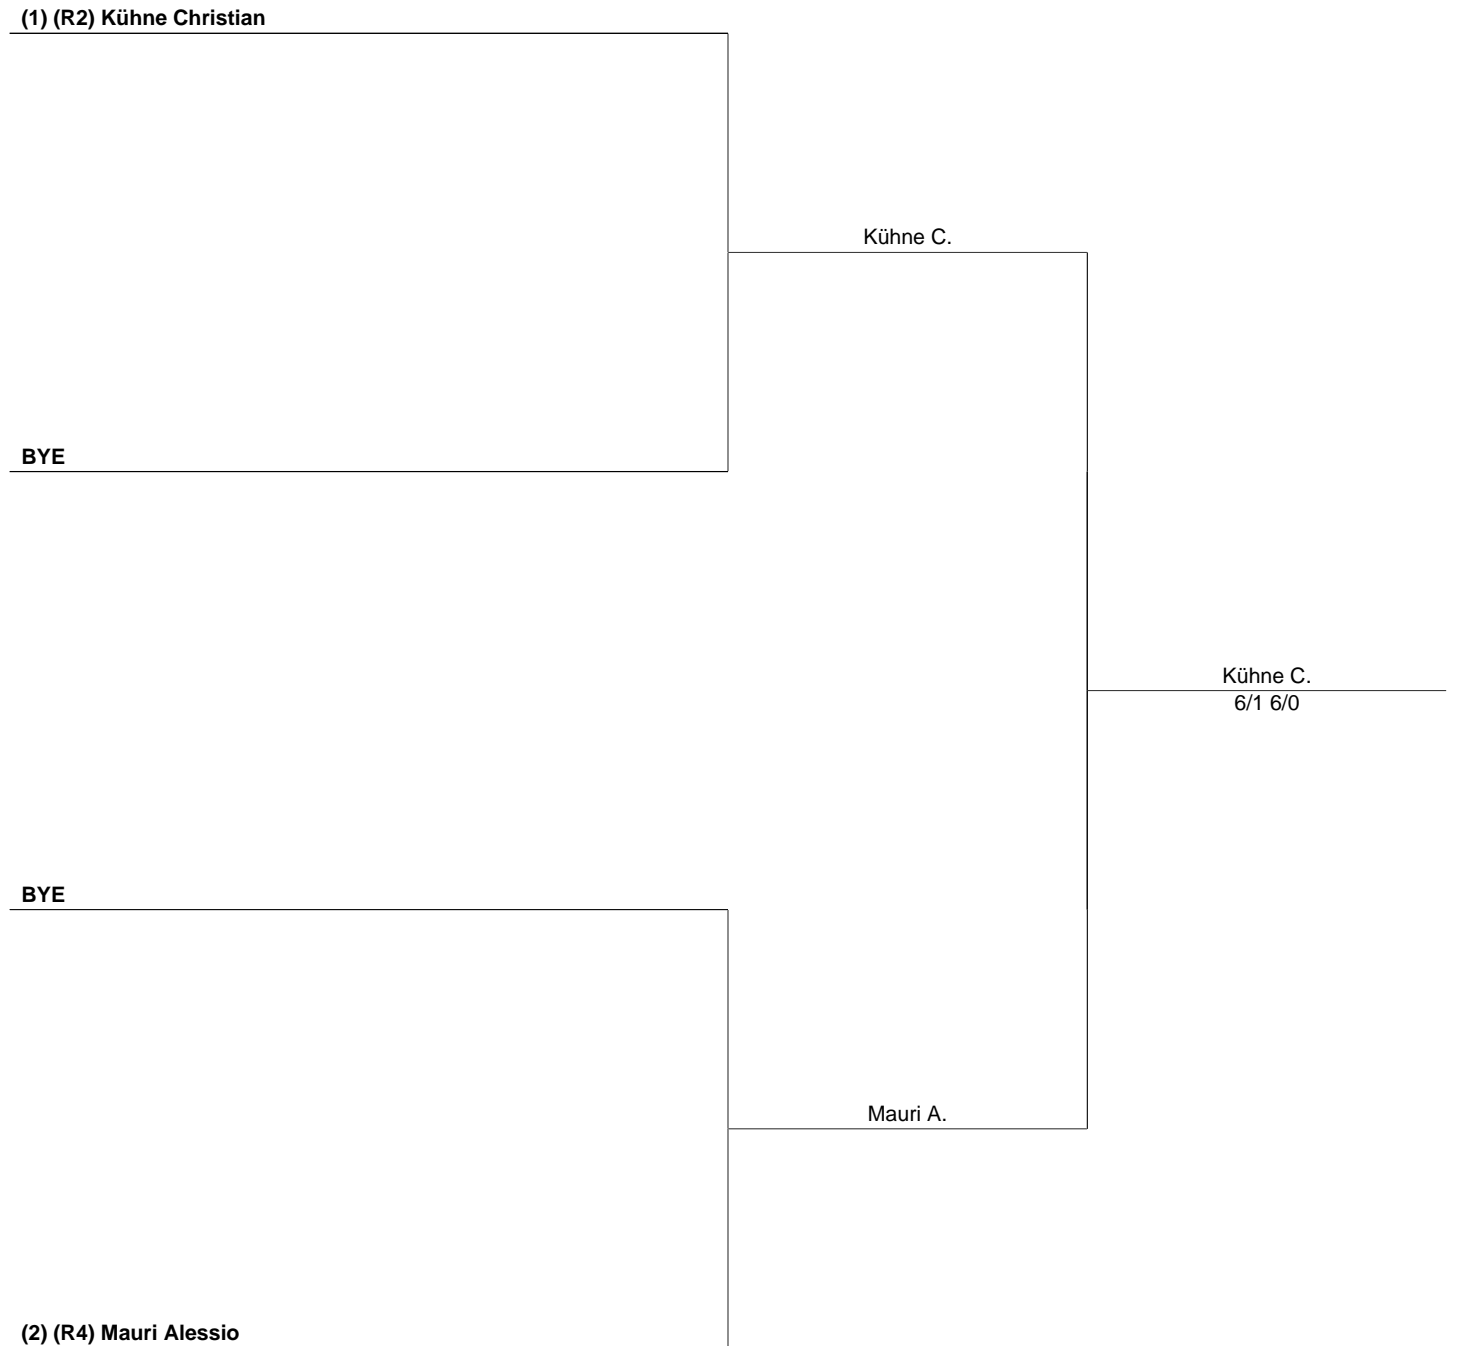 (1) (R2) Kühne Christian
Kühne C.
BYE
Kühne C.
6/1 6/0
BYE
Mauri A.
(2) (R4) Mauri Alessio